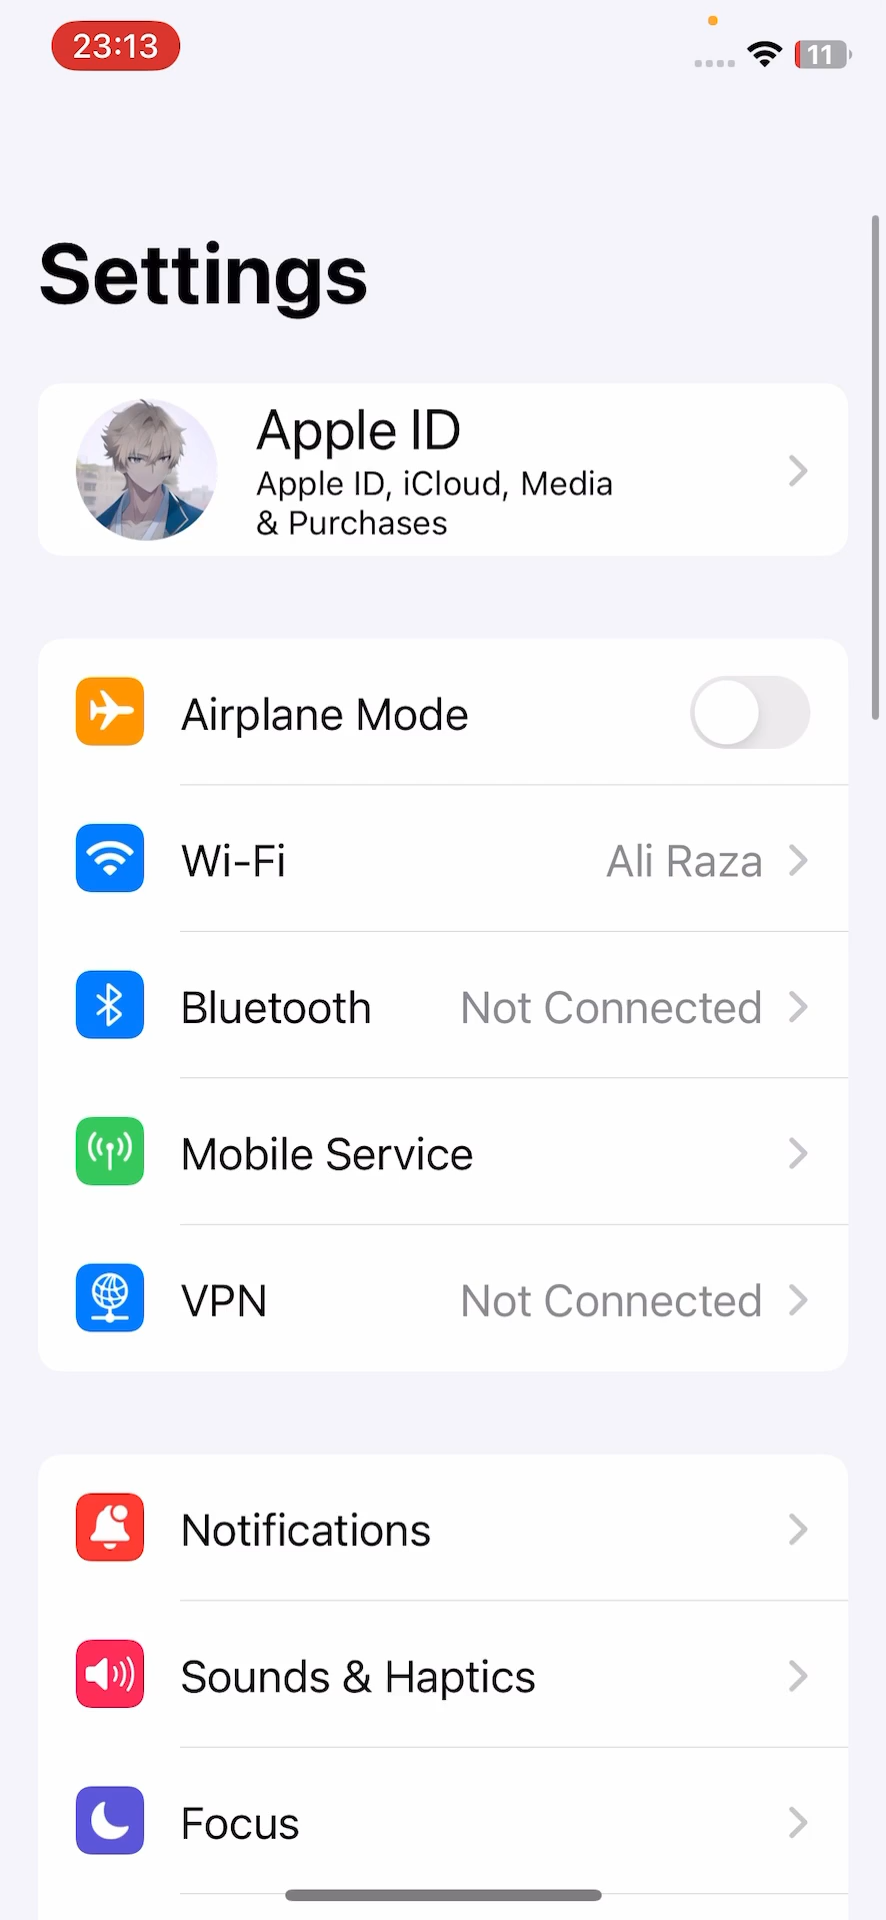 23:13
11
Settings
Apple ID
Apple ID, iCloud, Media
& Purchases
Airplane Mode
Wi-Fi Ali Raza
Bluetooth Not Connected
Mobile Service
VPN Not Connected
Notifications
Sounds & Haptics
Focus